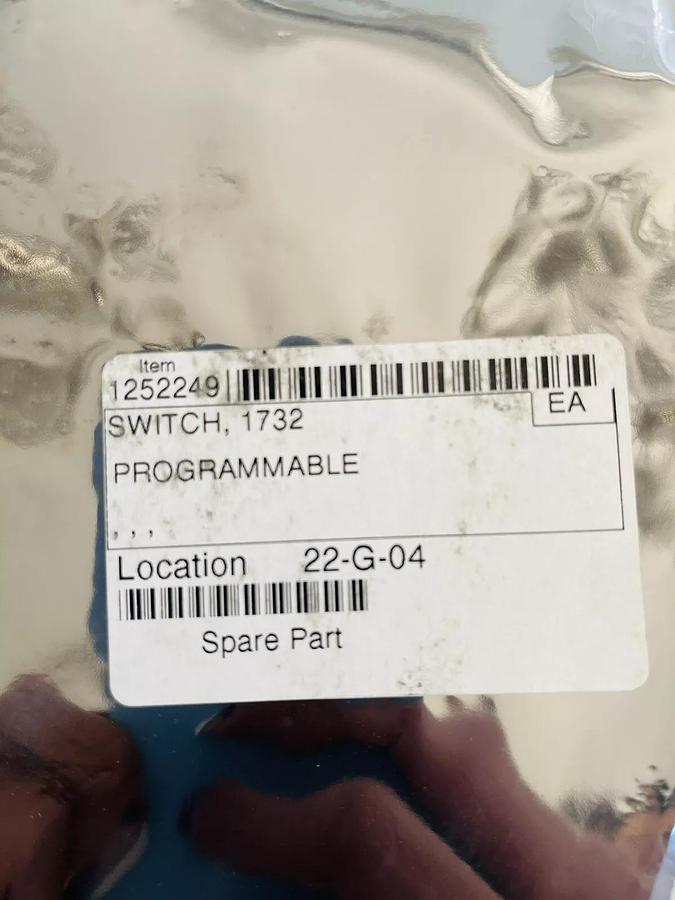 Item
1252249
EA
SWITCH, 1732
PROGRAMMABLE
, , ,
Location 22-G-04
Spare Part